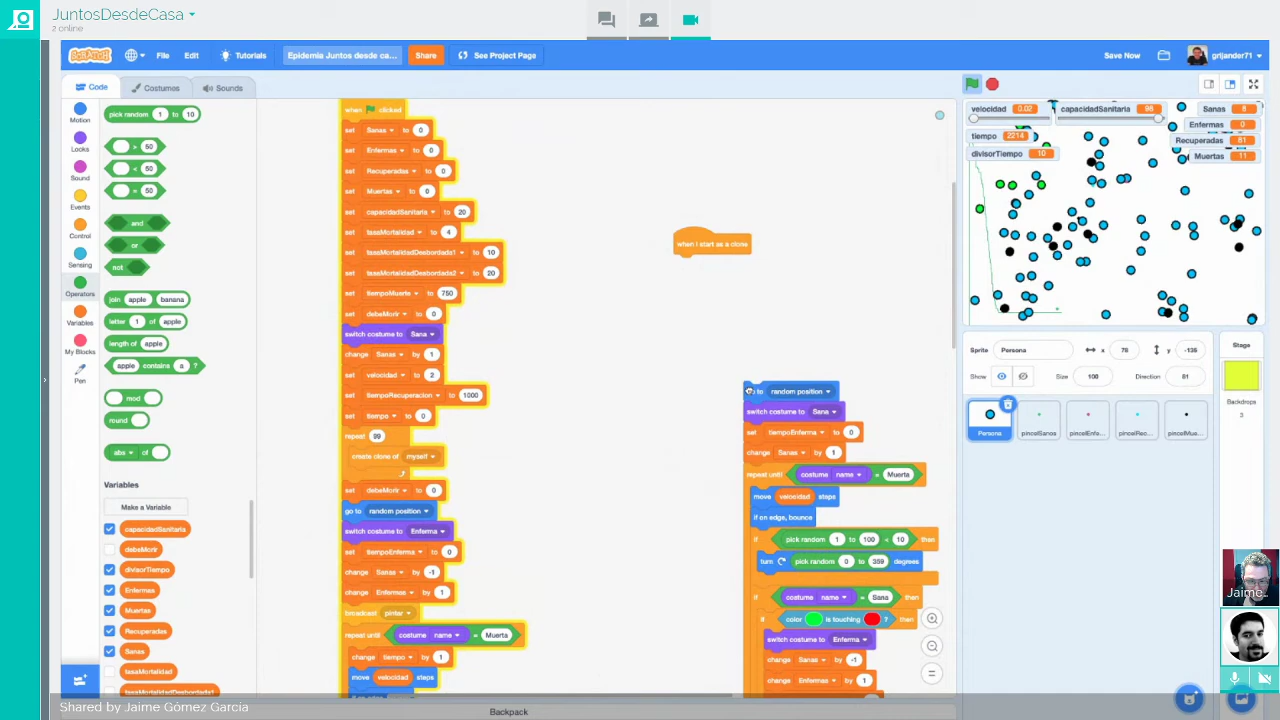 JuntosDesdeCasa
2 online
SCRATCH File Edit Tutorials Epidemia Juntos desde ca... Share See Project Page Save Now grijander71
Code Costumes Sounds
Motion
Looks
Sound
Events
Control
Sensing
Operators
Variables
My Blocks
Pen
pick random 1 to 10
> 50
< 50
= 50
and
or
not
join apple banana
letter 1 of apple
length of apple
apple contains a ?
mod
round
abs of
Variables
Make a Variable
capacidadSanitaria
debeMorir
divisorTiempo
Enfermas
Muertas
Recuperadas
Sanas
tasaMortalidad
tasaMortalidadDesbordada1
when clicked
set Sanas to 0
set Enfermas to 0
set Recuperadas to 0
set Muertas to 0
set capacidadSanitaria to 20
set tasaMortalidad to 4
set tasaMortalidadDesbordada1 to 10
set tasaMortalidadDesbordada2 to 20
set tiempoMuerto to 750
set debeMorir to 0
switch costume to Sana
change Sanas by 1
set velocidad to 2
set tiempoRecuperacion to 1000
set tiempo to 0
repeat 99
create clone of myself
set debeMorir to 0
go to random position
switch costume to Enferma
set tiempoEnferma to 0
change Sanas by -1
change Enfermas by 1
broadcast pintar
repeat until costume name = Muerta
change tiempo by 1
move velocidad steps
when I start as a clone
to random position
switch costume to Sana
set tiempoEnferma to 0
change Sanas by 1
repeat until costume name = Muerta
move velocidad steps
if on edge, bounce
if pick random 1 to 100 < 10 then
turn pick random 0 to 359 degrees
if costume name = Sana then
if color is touching ? then
switch costume to Enferma
change Sanas by -1
change Enfermas by 1
velocidad 0.02 capacidadSanitaria 98 Sanas 8
Enfermas 0
tiempo 2214 Recuperadas 81
divisorTiempo 10 Muertas 11
Sprite Persona x 78 y -136
Show Size 100 Direction 81
Stage
Backdrops
3
Persona pincelSanos pincelEnfe... pincelRec... pincelMue...
Jaime...
Shared by Jaime Gómez García
Backpack